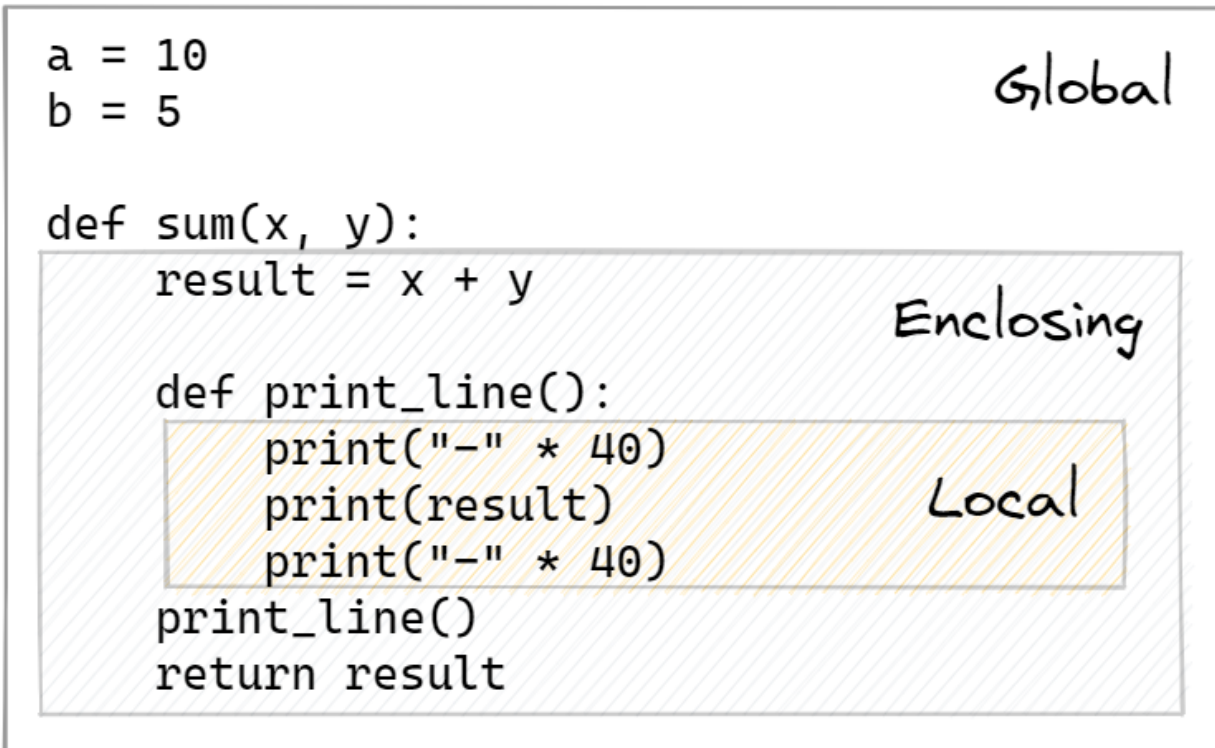 a = 10
Global
b = 5
def sum(x, y):
    result = x + y
Enclosing
    def print_line():
        print("-" * 40)
        print(result)
Local
        print("-" * 40)
    print_line()
    return result